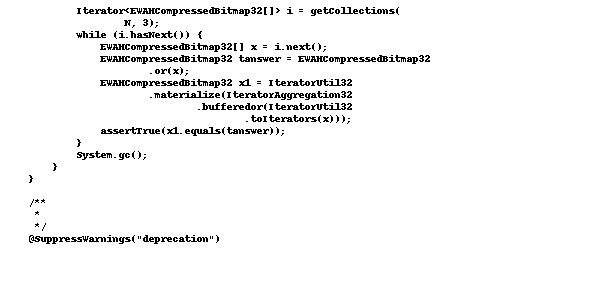 Iterator<EWAHCompressedBitmap32[]> i = getCollections(
                N, 3);
        while (i.hasNext()) {
            EWAHCompressedBitmap32[] x = i.next();
            EWAHCompressedBitmap32 tanswer = EWAHCompressedBitmap32
                    .or(x);
            EWAHCompressedBitmap32 x1 = IteratorUtil32
                    .materialize(IteratorAggregation32
                            .bufferedor(IteratorUtil32
                                    .toIterators(x)));
            assertTrue(x1.equals(tanswer));
        }
        System.gc();
    }
}

/**
 *
 */
@SuppressWarnings("deprecation")